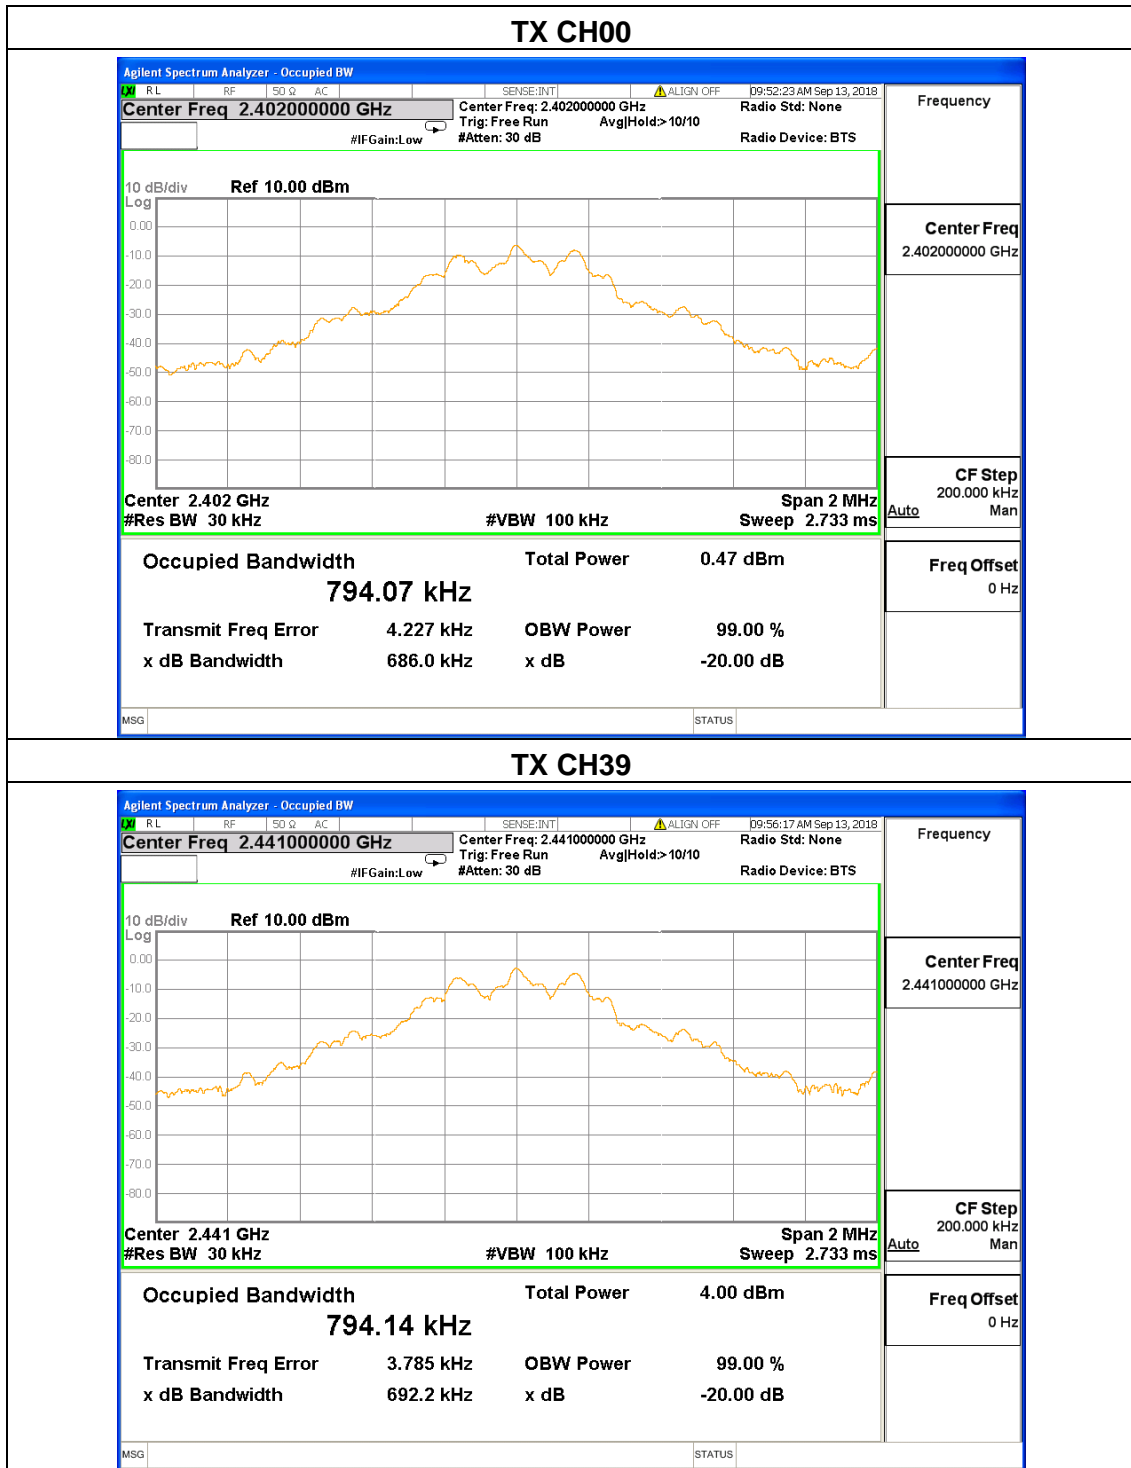 TX CH00
Agilent Spectrum Analyzer - Occupied BW
LXI RL RF 50 Ω AC SENSE:INT ALIGN OFF 09:52:23 AM Sep 13, 2018
Center Freq 2.402000000 GHz
Center Freq: 2.402000000 GHz Radio Std: None
Trig: Free Run Avg|Hold:>10/10
#IFGain:Low #Atten: 30 dB Radio Device: BTS
Frequency
10 dB/div Ref 10.00 dBm
Log
0.00
-10.0
-20.0
-30.0
-40.0
-50.0
-60.0
-70.0
-80.0
Center Freq
2.402000000 GHz
Center 2.402 GHz Span 2 MHz
#Res BW 30 kHz #VBW 100 kHz Sweep 2.733 ms
CF Step
200.000 kHz
Auto Man
Occupied Bandwidth Total Power 0.47 dBm
794.07 kHz
Transmit Freq Error 4.227 kHz OBW Power 99.00 %
x dB Bandwidth 686.0 kHz x dB -20.00 dB
Freq Offset
0 Hz
MSG STATUS
TX CH39
Agilent Spectrum Analyzer - Occupied BW
LXI RL RF 50 Ω AC SENSE:INT ALIGN OFF 09:56:17 AM Sep 13, 2018
Center Freq 2.441000000 GHz
Center Freq: 2.441000000 GHz Radio Std: None
Trig: Free Run Avg|Hold:>10/10
#IFGain:Low #Atten: 30 dB Radio Device: BTS
Frequency
10 dB/div Ref 10.00 dBm
Log
0.00
-10.0
-20.0
-30.0
-40.0
-50.0
-60.0
-70.0
-80.0
Center Freq
2.441000000 GHz
Center 2.441 GHz Span 2 MHz
#Res BW 30 kHz #VBW 100 kHz Sweep 2.733 ms
CF Step
200.000 kHz
Auto Man
Occupied Bandwidth Total Power 4.00 dBm
794.14 kHz
Transmit Freq Error 3.785 kHz OBW Power 99.00 %
x dB Bandwidth 692.2 kHz x dB -20.00 dB
Freq Offset
0 Hz
MSG STATUS